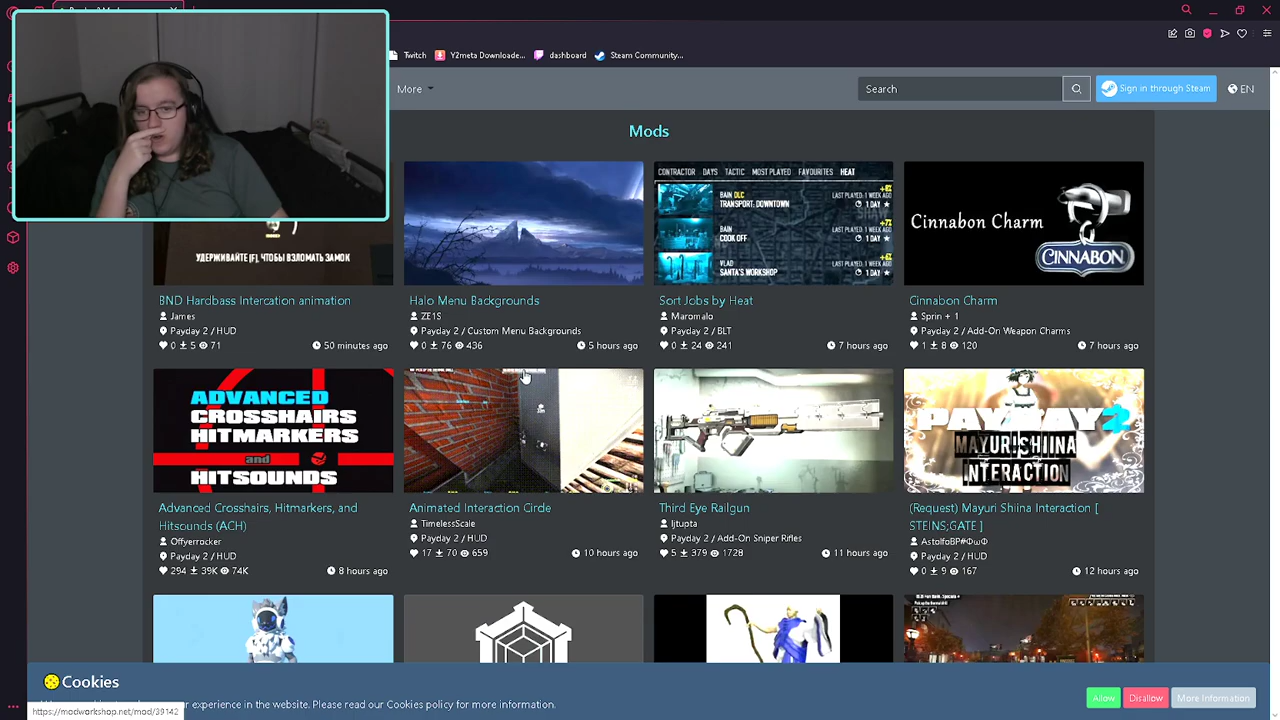 Twitch
Y2meta Downloade...
dashboard
Steam Community...
More
Search
Sign in through Steam
EN
Mods
УДЕРЖИВАЙТЕ [F], ЧТОБЫ ВЗЛОМАТЬ ЗАМОК
BND Hardbass Intercation animation
James
Payday 2 / HUD
0 5 71
50 minutes ago
Halo Menu Backgrounds
ZE1S
Payday 2 / Custom Menu Backgrounds
0 76 436
5 hours ago
CONTRACTOR DAYS TACTIC MOST PLAYED FAVOURITES HEAT
BAIN DLC
TRANSPORT: DOWNTOWN
LAST PLAYED: 1 WEEK AGO
1 DAY
BAIN
COOK OFF
LAST PLAYED: 1 WEEK AGO
1 DAY
VLAD
SANTA'S WORKSHOP
LAST PLAYED: 1 WEEK AGO
1 DAY
Sort Jobs by Heat
Maromalo
Payday 2 / BLT
0 24 241
7 hours ago
Cinnabon Charm
CINNABON
Cinnabon Charm
Sprin + 1
Payday 2 / Add-On Weapon Charms
1 8 120
7 hours ago
ADVANCED
CROSSHAIRS
HITMARKERS
and
HITSOUNDS
Advanced Crosshairs, Hitmarkers, and
Hitsounds (ACH)
Offyerrocker
Payday 2 / HUD
294 39K 74K
8 hours ago
Animated Interaction Circle
TimelessScale
Payday 2 / HUD
17 70 659
10 hours ago
Third Eye Railgun
ljtupta
Payday 2 / Add-On Sniper Rifles
5 379 1728
11 hours ago
PAYDAY 2
MAYURI SHIINA
INTERACTION
(Request) Mayuri Shiina Interaction [
STEINS;GATE ]
AstolfoBP#ΦωΦ
Payday 2 / HUD
0 9 167
12 hours ago
Cookies
r experience in the website. Please read our Cookies policy for more information.
Allow
Disallow
More Information
https://modworkshop.net/mod/39142